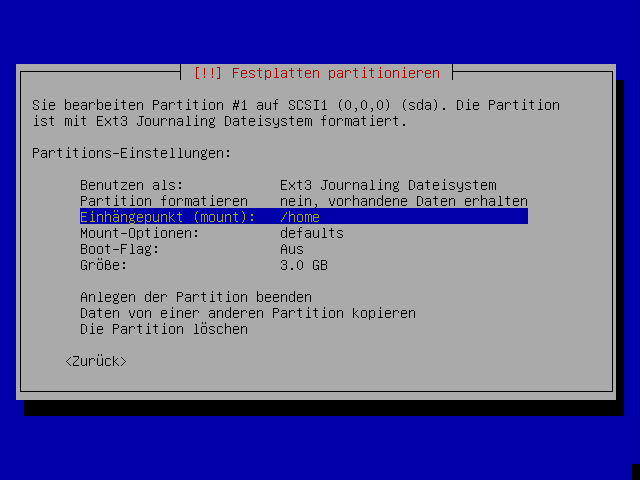 [!!] Festplatten partitionieren
Sie bearbeiten Partition #1 auf SCSI1 (0,0,0) (sda). Die Partition
ist mit Ext3 Journaling Dateisystem formatiert.
Partitions-Einstellungen:
Benutzen als: Ext3 Journaling Dateisystem
Partition formatieren nein, vorhandene Daten erhalten
Einhängepunkt (mount): /home
Mount-Optionen: defaults
Boot-Flag: Aus
Größe: 3.0 GB
Anlegen der Partition beenden
Daten von einer anderen Partition kopieren
Die Partition löschen
<Zurück>